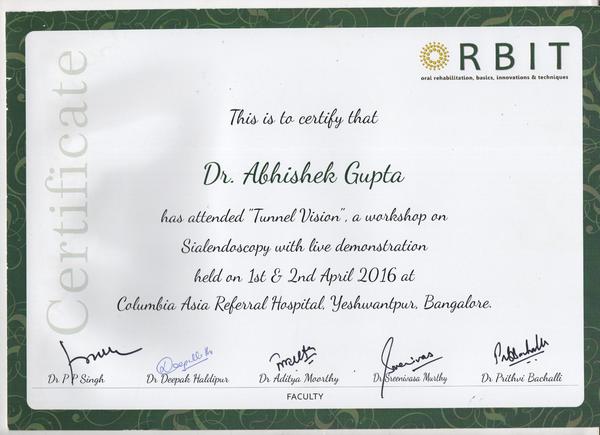 Certificate
ORBIT
oral rehabilitation, basics, innovations & techniques
This is to certify that
Dr. Abhishek Gupta
has attended "Tunnel Vision", a workshop on
Sialendoscopy with live demonstration
held on 1st & 2nd April 2016 at
Columbia Asia Referral Hospital, Yeshwantpur, Bangalore.
Dr P P Singh Dr Deepak Haldipur Dr Aditya Moorthy Dr Sreenivasa Murthy Dr Prithvi Bachalli
FACULTY